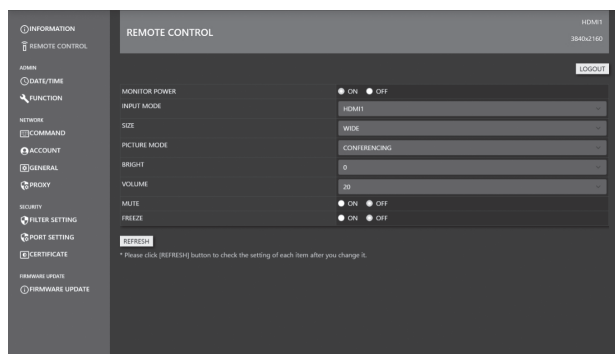 INFORMATION
REMOTE CONTROL
ADMIN
DATE/TIME
FUNCTION
NETWORK
COMMAND
ACCOUNT
GENERAL
PROXY
SECURITY
FILTER SETTING
PORT SETTING
CERTIFICATE
FIRMWARE UPDATE
FIRMWARE UPDATE
REMOTE CONTROL
HDMI1
3840x2160
LOGOUT
MONITOR POWER ON OFF
INPUT MODE HDMI1
SIZE WIDE
PICTURE MODE CONFERENCING
BRIGHT 0
VOLUME 20
MUTE ON OFF
FREEZE ON OFF
REFRESH
* Please click [REFRESH] button to check the setting of each item after you change it.